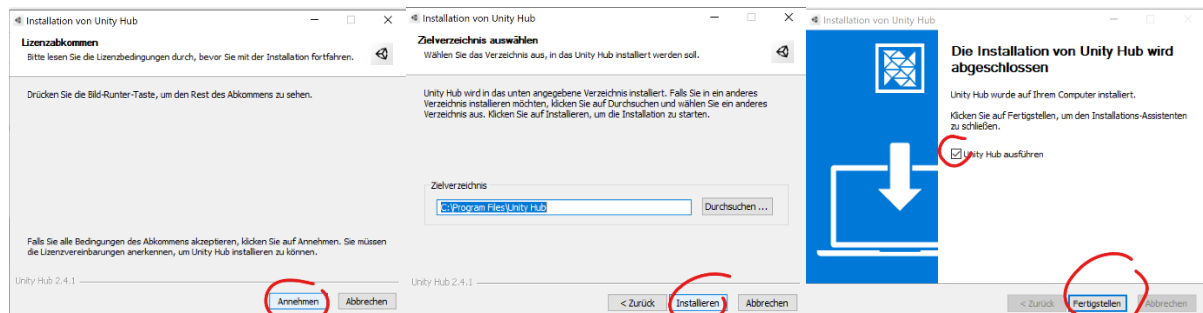 Installation von Unity Hub
Lizenzabkommen
Bitte lesen Sie die Lizenzbedingungen durch, bevor Sie mit der Installation fortfahren.
Drücken Sie die Bild-Runter-Taste, um den Rest des Abkommens zu sehen.
Falls Sie alle Bedingungen des Abkommens akzeptieren, klicken Sie auf Annehmen. Sie müssen
die Lizenzvereinbarungen anerkennen, um Unity Hub installieren zu können.
Unity Hub 2.4.1
Annehmen
Abbrechen
Installation von Unity Hub
Zielverzeichnis auswählen
Wählen Sie das Verzeichnis aus, in das Unity Hub installiert werden soll.
Unity Hub wird in das unten angegebene Verzeichnis installiert. Falls Sie in ein anderes
Verzeichnis installieren möchten, klicken Sie auf Durchsuchen und wählen Sie ein anderes
Verzeichnis aus. Klicken Sie auf Installieren, um die Installation zu starten.
Zielverzeichnis
C:\Program Files\Unity Hub
Durchsuchen ...
Unity Hub 2.4.1
< Zurück
Installieren
Abbrechen
Installation von Unity Hub
Die Installation von Unity Hub wird
abgeschlossen
Unity Hub wurde auf Ihrem Computer installiert.
Klicken Sie auf Fertigstellen, um den Installations-Assistenten
zu schließen.
Unity Hub ausführen
< Zurück
Fertigstellen
Abbrechen